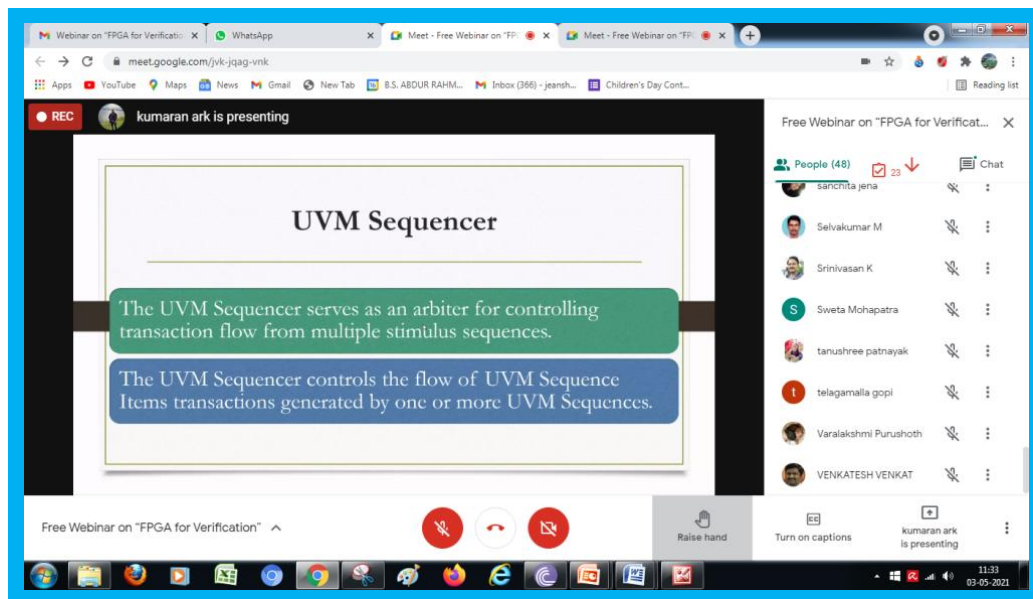 Webinar on "FPGA for Verificatio
WhatsApp
Meet - Free Webinar on "FP
Meet - Free Webinar on "FP
meet.google.com/jvk-jqag-vnk
Apps YouTube Maps News Gmail New Tab B.S. ABDUR RAHM... Inbox (366) - jeansh... Children's Day Cont... Reading list
REC kumaran ark is presenting
Free Webinar on "FPGA for Verificat...
People (48) 23 Chat
UVM Sequencer
The UVM Sequencer serves as an arbiter for controlling
transaction flow from multiple stimulus sequences.
The UVM Sequencer controls the flow of UVM Sequence
Items transactions generated by one or more UVM Sequences.
sanchita jena
Selvakumar M
Srinivasan K
S Sweta Mohapatra
tanushree patnayak
t telagamalla gopi
Varalakshmi Purushoth
VENKATESH VENKAT
Free Webinar on "FPGA for Verification"
Raise hand
CC
Turn on captions
kumaran ark
is presenting
11:33
03-05-2021